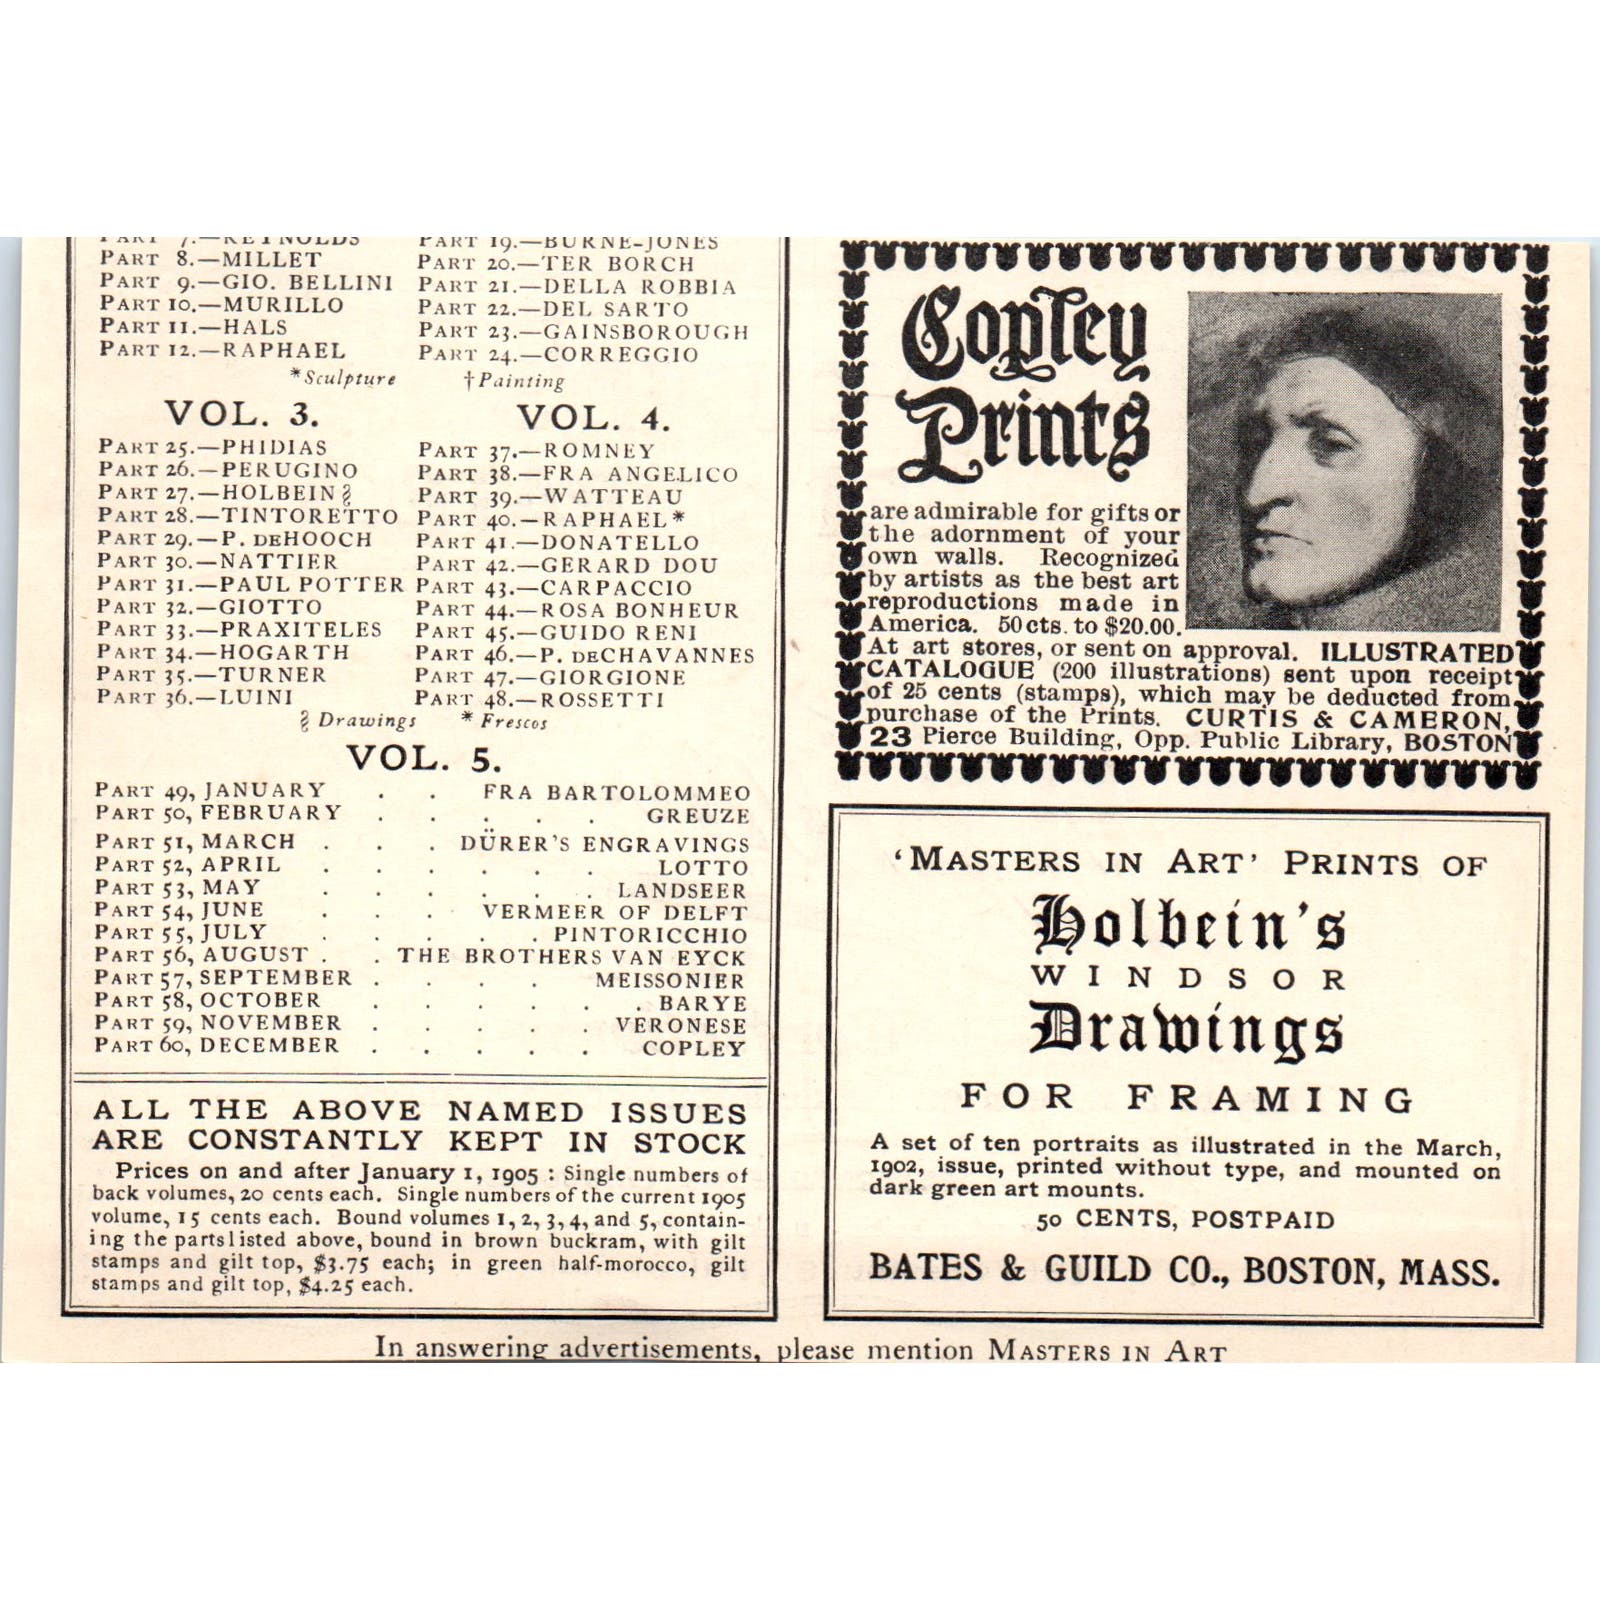 PART 7.—REYNOLDS
PART 8.—MILLET
PART 9.—GIO. BELLINI
PART 10.—MURILLO
PART 11.—HALS
PART 12.—RAPHAEL
PART 19.—BURNE-JONES
PART 20.—TER BORCH
PART 21.—DELLA ROBBIA
PART 22.—DEL SARTO
PART 23.—GAINSBOROUGH
PART 24.—CORREGGIO
*Sculpture †Painting
VOL. 3.
PART 25.—PHIDIAS
PART 26.—PERUGINO
PART 27.—HOLBEIN§
PART 28.—TINTORETTO
PART 29.—P. DEHOOCH
PART 30.—NATTIER
PART 31.—PAUL POTTER
PART 32.—GIOTTO
PART 33.—PRAXITELES
PART 34.—HOGARTH
PART 35.—TURNER
PART 36.—LUINI
VOL. 4.
PART 37.—ROMNEY
PART 38.—FRA ANGELICO
PART 39.—WATTEAU
PART 40.—RAPHAEL*
PART 41.—DONATELLO
PART 42.—GERARD DOU
PART 43.—CARPACCIO
PART 44.—ROSA BONHEUR
PART 45.—GUIDO RENI
PART 46.—P. DECHAVANNES
PART 47.—GIORGIONE
PART 48.—ROSSETTI
§ Drawings * Frescos
VOL. 5.
PART 49, JANUARY . . FRA BARTOLOMMEO
PART 50, FEBRUARY . . . . . GREUZE
PART 51, MARCH . . . DÜRER'S ENGRAVINGS
PART 52, APRIL . . . . . . LOTTO
PART 53, MAY . . . . . . LANDSEER
PART 54, JUNE . . . VERMEER OF DELFT
PART 55, JULY . . . . . PINTORICCHIO
PART 56, AUGUST . . THE BROTHERS VAN EYCK
PART 57, SEPTEMBER . . . . MEISSONIER
PART 58, OCTOBER . . . . . . BARYE
PART 59, NOVEMBER . . . . . VERONESE
PART 60, DECEMBER . . . . . COPLEY
ALL THE ABOVE NAMED ISSUES
ARE CONSTANTLY KEPT IN STOCK
Prices on and after January 1, 1905 : Single numbers of
back volumes, 20 cents each. Single numbers of the current 1905
volume, 15 cents each. Bound volumes 1, 2, 3, 4, and 5, contain-
ing the parts listed above, bound in brown buckram, with gilt
stamps and gilt top, $3.75 each; in green half-morocco, gilt
stamps and gilt top, $4.25 each.
Copley
Prints
are admirable for gifts or
the adornment of your
own walls. Recognized
by artists as the best art
reproductions made in
America. 50 cts. to $20.00.
At art stores, or sent on approval. ILLUSTRATED
CATALOGUE (200 illustrations) sent upon receipt
of 25 cents (stamps), which may be deducted from
purchase of the Prints. CURTIS & CAMERON,
23 Pierce Building, Opp. Public Library, BOSTON
'MASTERS IN ART' PRINTS OF
Holbein's
WINDSOR
Drawings
FOR FRAMING
A set of ten portraits as illustrated in the March,
1902, issue, printed without type, and mounted on
dark green art mounts.
50 CENTS, POSTPAID
BATES & GUILD CO., BOSTON, MASS.
In answering advertisements, please mention MASTERS IN ART